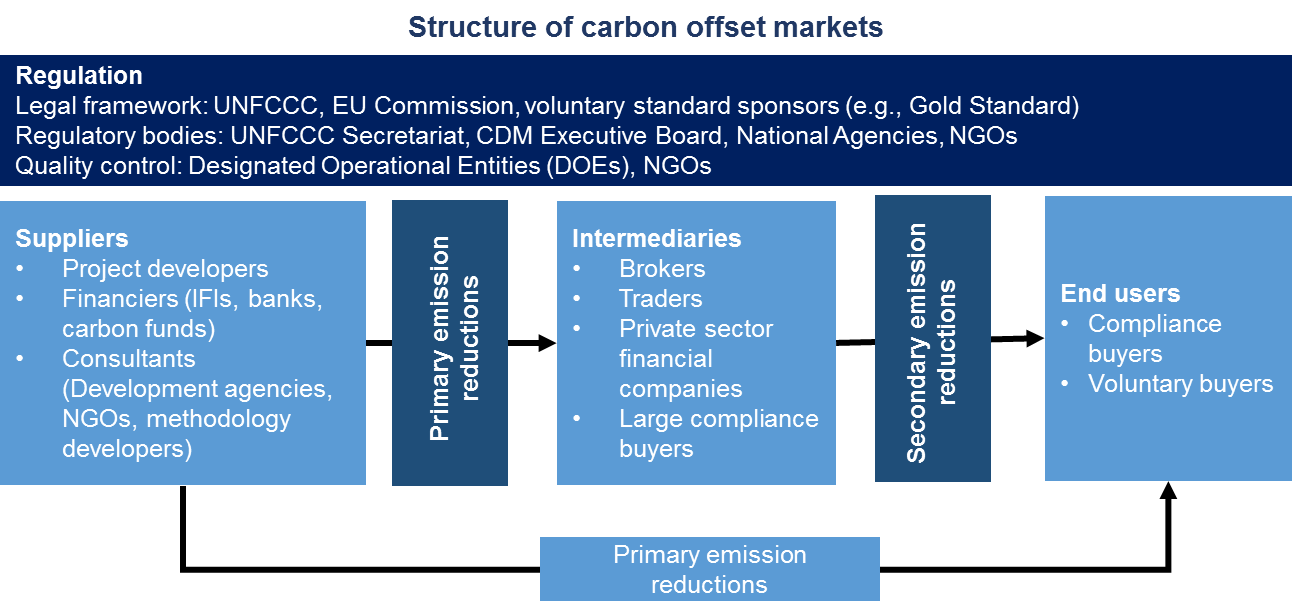 Structure of carbon offset markets
Regulation
Legal framework: UNFCCC, EU Commission, voluntary standard sponsors (e.g., Gold Standard)
Regulatory bodies: UNFCCC Secretariat, CDM Executive Board, National Agencies, NGOs
Quality control: Designated Operational Entities (DOEs), NGOs
Suppliers
• Project developers
• Financiers (IFIs, banks,
carbon funds)
• Consultants
(Development agencies,
NGOs, methodology
developers)
Primary emission
reductions
Intermediaries
• Brokers
• Traders
• Private sector
financial
companies
• Large compliance
buyers
Secondary emission
reductions
End users
• Compliance
buyers
• Voluntary buyers
Primary emission
reductions